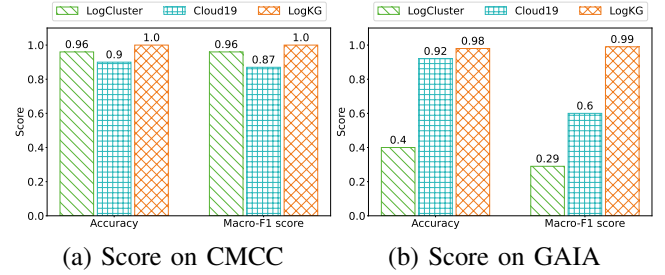 LogCluster Cloud19 LogKG
1.0
0.8
0.6
0.4
0.2
0.0
Score
0.96 0.9 1.0 0.96 0.87 1.0
Accuracy Macro-F1 score
(a) Score on CMCC
LogCluster Cloud19 LogKG
1.0
0.8
0.6
0.4
0.2
0.0
Score
0.4 0.92 0.98 0.29 0.6 0.99
Accuracy Macro-F1 score
(b) Score on GAIA